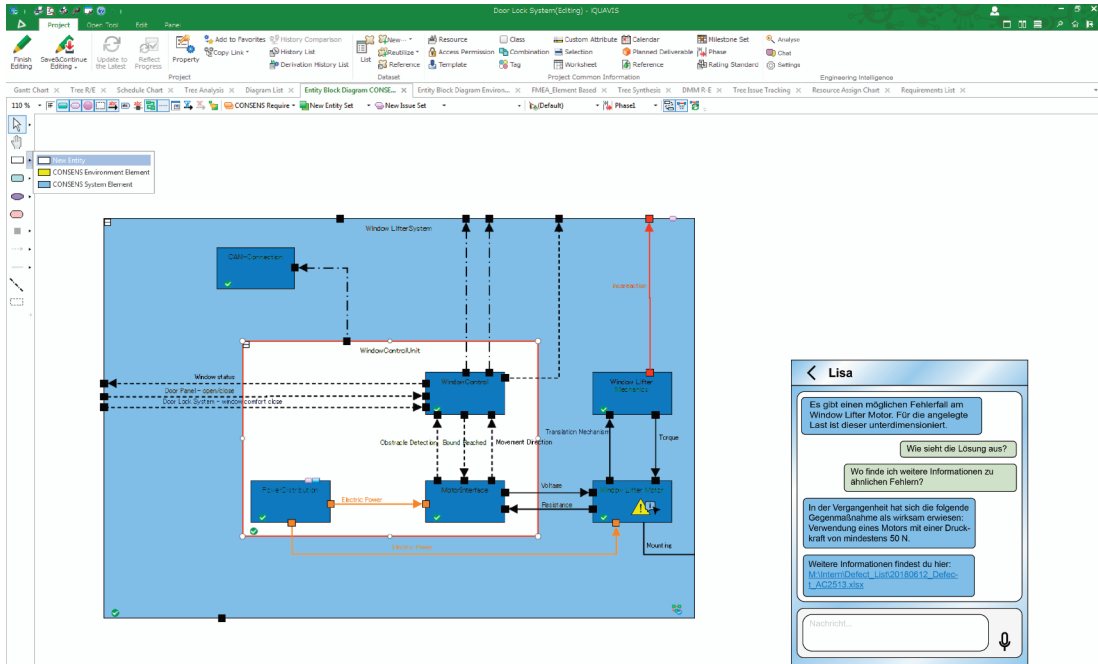 Door Lock System(Editing) - iQUAVIS
Project Open Tool Edit Panel
Finish Editing
Save&Continue Editing
Update to the Latest
Reflect Progress
Property
Add to Favorites
Copy Link
History Comparison
History List
Derivation History List
Project
List
New
Reutilize
Reference
Resource
Access Permission
Template
Dataset
Class
Combination
Tag
Custom Attribute
Selection
Worksheet
Calendar
Planned Deliverable
Reference
Project Common Information
Milestone Set
Phase
Rating Standard
Analyse
Chat
Settings
Engineering Intelligence
Gantt Chart Tree R/E Schedule Chart Tree Analysis Diagram List Entity Block Diagram CONSE... Entity Block Diagram Environ... FMEA_Element Based Tree Synthesis DMM R-E Tree Issue Tracking Resource Assign Chart Requirements List
110 % CONSENS Require New Entity Set New Issue Set (Default) Phase1
New Entity
CONSENS Environment Element
CONSENS System Element
Window LifterSystem
CAN-Connection
Incontraction
WindowControlUnit
Window status
Door Panel - open/close
Door Lock System - window comfort close
WindowControl
Window Lifter Mechanics
Obstracle Detection
Bound Reached
Movement Direction
Translation Mechanism
Torque
PowerDistribution
Electric Power
MotorInterface
Voltage
Resistance
Window Lifter Motor
Electric Power
Mounting
Lisa
Es gibt einen möglichen Fehlerfall am
Window Lifter Motor. Für die angelegte
Last ist dieser unterdimensioniert.
Wie sieht die Lösung aus?
Wo finde ich weitere Informationen zu
ähnlichen Fehlern?
In der Vergangenheit hat sich die folgende
Gegenmaßnahme als wirksam erwiesen:
Verwendung eines Motors mit einer Druck-
kraft von mindestens 50 N.
Weitere Informationen findest du hier:
M:\Intern\Defect_List\20180612_Defec-
t_AC2513.xlsx
Nachricht...